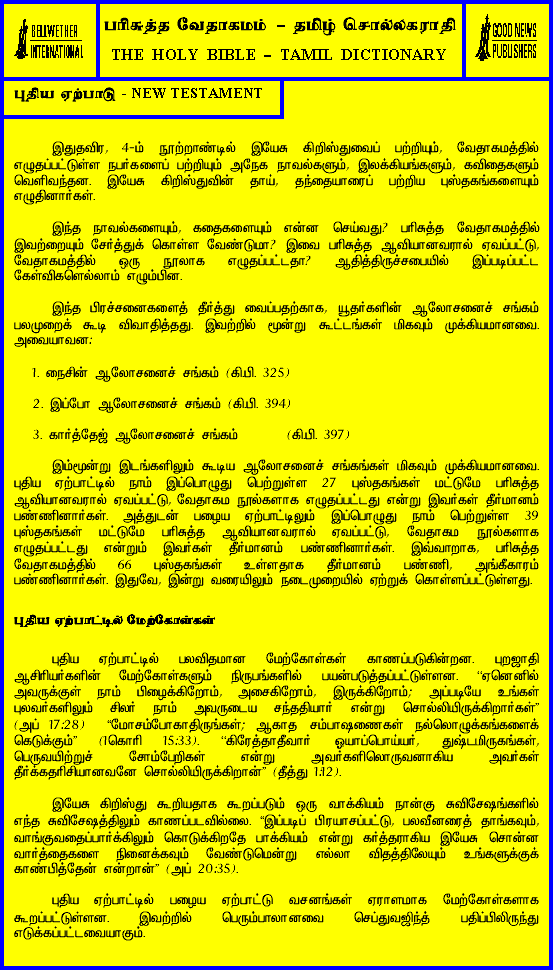 BELLWETHER
INTERNATIONAL
பரிசுத்த வேதாகமம் – தமிழ் சொல்லகராதி
THE HOLY BIBLE – TAMIL DICTIONARY
GOOD NEWS
PUBLISHERS
புதிய ஏற்பாடு - NEW TESTAMENT
இதுதவிர, 4-ம் நூற்றாண்டில் இயேசு கிறிஸ்துவைப் பற்றியும், வேதாகமத்தில்
எழுதப்பட்டுள்ள நபர்களைப் பற்றியும் அநேக நாவல்களும், இலக்கியங்களும், கவிதைகளும்
வெளிவந்தன. இயேசு கிறிஸ்துவின் தாய், தந்தையாரைப் பற்றிய புஸ்தகங்களையும்
எழுதினார்கள்.
இந்த நாவல்களையும், கதைகளையும் என்ன செய்வது? பரிசுத்த வேதாகமத்தில்
இவற்றையும் சேர்த்துக் கொள்ள வேண்டுமா? இவை பரிசுத்த ஆவியானவரால் ஏவப்பட்டு,
வேதாகமத்தில் ஒரு நூலாக எழுதப்பட்டதா? ஆதித்திருச்சபையில் இப்படிப்பட்ட
கேள்விகளெல்லாம் எழும்பின.
இந்த பிரச்சனைகளைத் தீர்த்து வைப்பதற்காக, யூதர்களின் ஆலோசனைச் சங்கம்
பலமுறைக் கூடி விவாதித்தது. இவற்றில் மூன்று கூட்டங்கள் மிகவும் முக்கியமானவை.
அவையாவன:
1. நைசின் ஆலோசனைச் சங்கம் (கி.பி. 325)
2. இப்போ ஆலோசனைச் சங்கம் (கி.பி. 394)
3. கார்த்தேஜ் ஆலோசனைச் சங்கம் (கி.பி. 397)
இம்மூன்று இடங்களிலும் கூடிய ஆலோசனைச் சங்கங்கள் மிகவும் முக்கியமானவை.
புதிய ஏற்பாட்டில் நாம் இப்பொழுது பெற்றுள்ள 27 புஸ்தகங்கள் மட்டுமே பரிசுத்த
ஆவியானவரால் ஏவப்பட்டு, வேதாகம நூல்களாக எழுதப்பட்டது என்று இவர்கள் தீர்மானம்
பண்ணினார்கள். அத்துடன் பழைய ஏற்பாட்டிலும் இப்பொழுது நாம் பெற்றுள்ள 39
புஸ்தகங்கள் மட்டுமே பரிசுத்த ஆவியானவரால் ஏவப்பட்டு, வேதாகம நூல்களாக
எழுதப்பட்டது என்றும் இவர்கள் தீர்மானம் பண்ணினார்கள். இவ்வாறாக, பரிசுத்த
வேதாகமத்தில் 66 புஸ்தகங்கள் உள்ளதாக தீர்மானம் பண்ணி, அங்கீகாரம்
பண்ணினார்கள். இதுவே, இன்று வரையிலும் நடைமுறையில் ஏற்றுக் கொள்ளப்பட்டுள்ளது.
புதிய ஏற்பாட்டில் மேற்கோள்கள்
புதிய ஏற்பாட்டில் பலவிதமான மேற்கோள்கள் காணப்படுகின்றன. புறஜாதி
ஆசிரியர்களின் மேற்கோள்களும் நிருபங்களில் பயன்படுத்தப்பட்டுள்ளன. “ஏனெனில்
அவருக்குள் நாம் பிழைக்கிறோம், அசைகிறோம், இருக்கிறோம்; அப்படியே உங்கள்
புலவர்களிலும் சிலர் நாம் அவருடைய சந்ததியார் என்று சொல்லியிருக்கிறார்கள்”
(அப் 17:28) “மோசம்போகாதிருங்கள்; ஆகாத சம்பாஷணைகள் நல்லொழுக்கங்களைக்
கெடுக்கும்” (1கொரி 15:33). “கிரேத்தாதீவார் ஓயாப்பொய்யர், துஷ்டமிருகங்கள்,
பெருவயிற்றுச் சோம்பேறிகள் என்று அவர்களிலொருவனாகிய அவர்கள்
தீர்க்கதரிசியானவனே சொல்லியிருக்கிறான்” (தீத்து 1:12).
இயேசு கிறிஸ்து கூறியதாக கூறப்படும் ஒரு வாக்கியம் நான்கு சுவிசேஷங்களில்
எந்த சுவிசேஷத்திலும் காணப்படவில்லை. “இப்படிப் பிரயாசப்பட்டு, பலவீனரைத் தாங்கவும்,
வாங்குவதைப்பார்க்கிலும் கொடுக்கிறதே பாக்கியம் என்று கர்த்தராகிய இயேசு சொன்ன
வார்த்தைகளை நினைக்கவும் வேண்டுமென்று எல்லா விதத்திலேயும் உங்களுக்குக்
காண்பித்தேன் என்றான்” (அப் 20:35).
புதிய ஏற்பாட்டில் பழைய ஏற்பாட்டு வசனங்கள் ஏராளமாக மேற்கோள்களாக
கூறப்பட்டுள்ளன. இவற்றில் பெரும்பாலானவை செப்துவஜிந்த் பதிப்பிலிருந்து
எடுக்கப்பட்டவையாகும்.